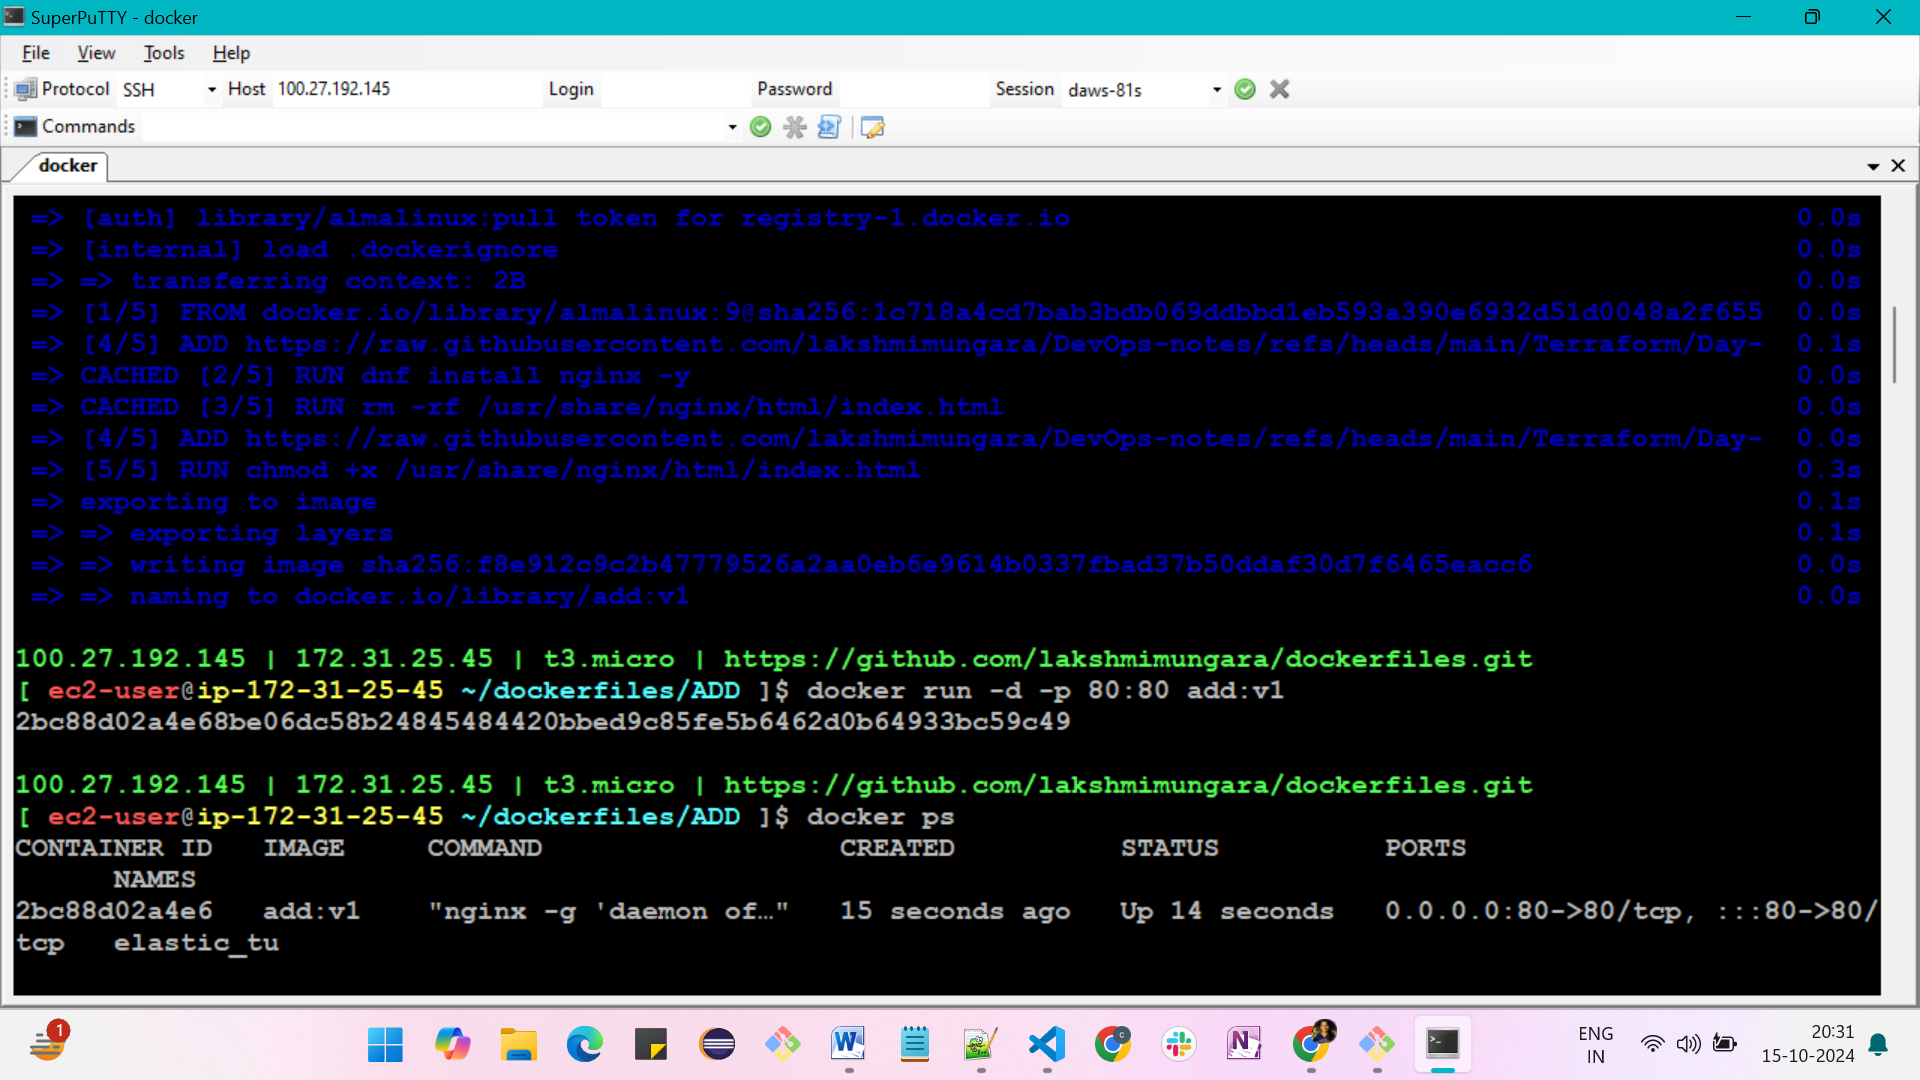 SuperPuTTY - docker
File View Tools Help
Protocol SSH Host 100.27.192.145 Login Password Session daws-81s
Commands
docker
=> [auth] library/almalinux:pull token for registry-1.docker.io 0.0s
=> [internal] load .dockerignore 0.0s
=> => transferring context: 2B 0.0s
=> [1/5] FROM docker.io/library/almalinux:9@sha256:1c718a4cd7bab3bdb069ddbbd1eb593a390e6932d51d0048a2f655 0.0s
=> [4/5] ADD https://raw.githubusercontent.com/lakshmimungara/DevOps-notes/refs/heads/main/Terraform/Day- 0.1s
=> CACHED [2/5] RUN dnf install nginx -y 0.0s
=> CACHED [3/5] RUN rm -rf /usr/share/nginx/html/index.html 0.0s
=> [4/5] ADD https://raw.githubusercontent.com/lakshmimungara/DevOps-notes/refs/heads/main/Terraform/Day- 0.0s
=> [5/5] RUN chmod +x /usr/share/nginx/html/index.html 0.3s
=> exporting to image 0.1s
=> => exporting layers 0.1s
=> => writing image sha256:f8e912c9c2b47779526a2aa0eb6e9614b0337fbad37b50ddaf30d7f6465eacc6 0.0s
=> => naming to docker.io/library/add:v1 0.0s
100.27.192.145 | 172.31.25.45 | t3.micro | https://github.com/lakshmimungara/dockerfiles.git
[ ec2-user@ip-172-31-25-45 ~/dockerfiles/ADD ]$ docker run -d -p 80:80 add:v1
2bc88d02a4e68be06dc58b24845484420bbed9c85fe5b6462d0b64933bc59c49
100.27.192.145 | 172.31.25.45 | t3.micro | https://github.com/lakshmimungara/dockerfiles.git
[ ec2-user@ip-172-31-25-45 ~/dockerfiles/ADD ]$ docker ps
CONTAINER ID IMAGE COMMAND CREATED STATUS PORTS
NAMES
2bc88d02a4e6 add:v1 "nginx -g 'daemon of…" 15 seconds ago Up 14 seconds 0.0.0.0:80->80/tcp, :::80->80/
tcp elastic_tu
1
ENG
IN
20:31
15-10-2024